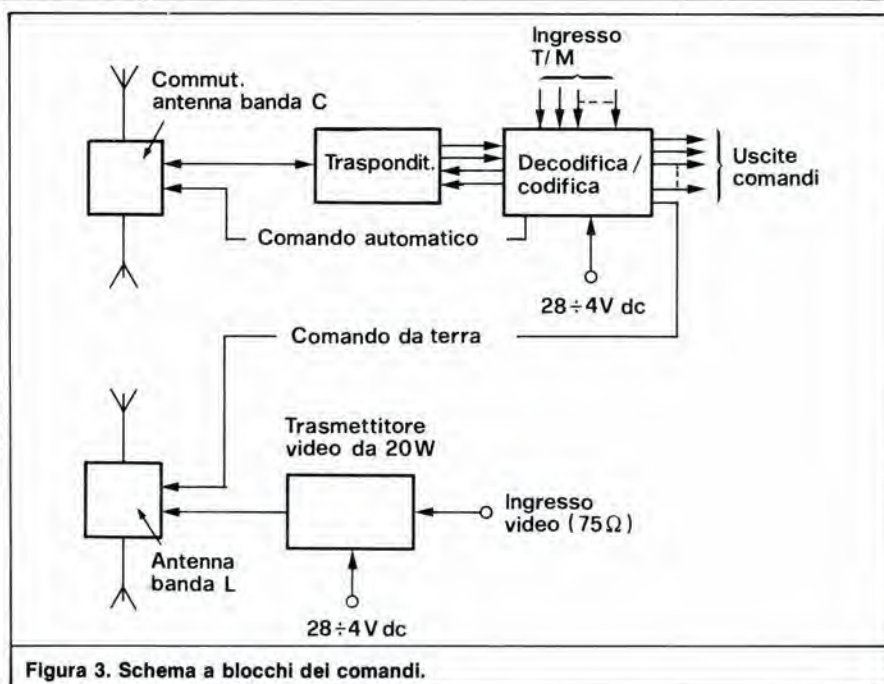 Ingresso
T/M
Commut.
antenna banda C
Traspondit.
Decodifica /
codifica
Uscite
comandi
Comando automatico
28÷4V dc
Comando da terra
Trasmettitore
video da 20W
Ingresso
video (75Ω)
Antenna
banda L
28÷4V dc
Figura 3. Schema a blocchi dei comandi.